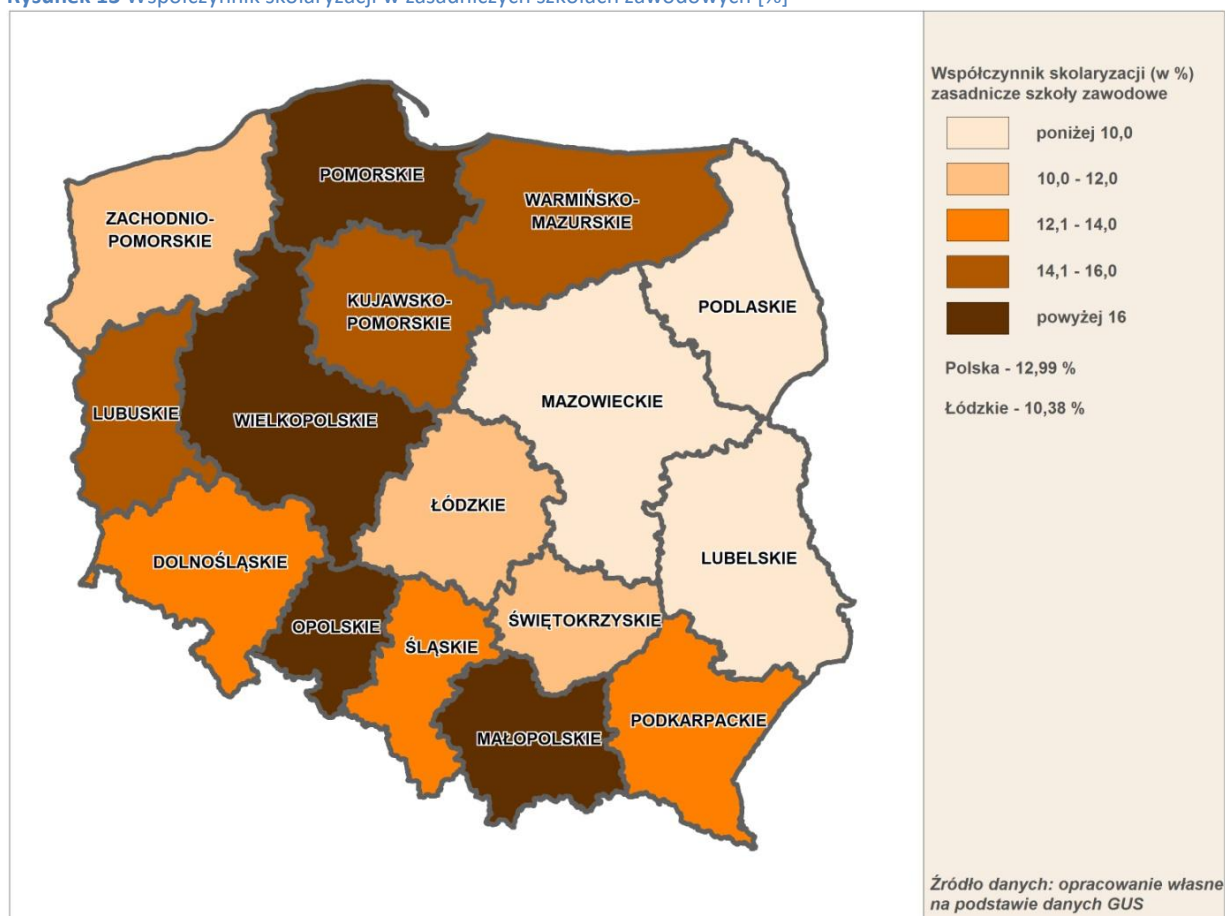 Rysunek 13 Współczynnik skolaryzacji w zasadniczych szkołach zawodowych [%]
POMORSKIE
WARMIŃSKO-
MAZURSKIE
ZACHODNIO-
POMORSKIE
KUJAWSKO-
POMORSKIE
PODLASKIE
LUBUSKIE
WIELKOPOLSKIE
MAZOWIECKIE
ŁÓDZKIE
DOLNOŚLĄSKIE
LUBELSKIE
OPOLSKIE
ŚWIĘTOKRZYSKIE
ŚLĄSKIE
PODKARPACKIE
MAŁOPOLSKIE
Współczynnik skolaryzacji (w %)
zasadnicze szkoły zawodowe
poniżej 10,0
10,0 - 12,0
12,1 - 14,0
14,1 - 16,0
powyżej 16
Polska - 12,99 %
Łódzkie - 10,38 %
Źródło danych: opracowanie własne
na podstawie danych GUS